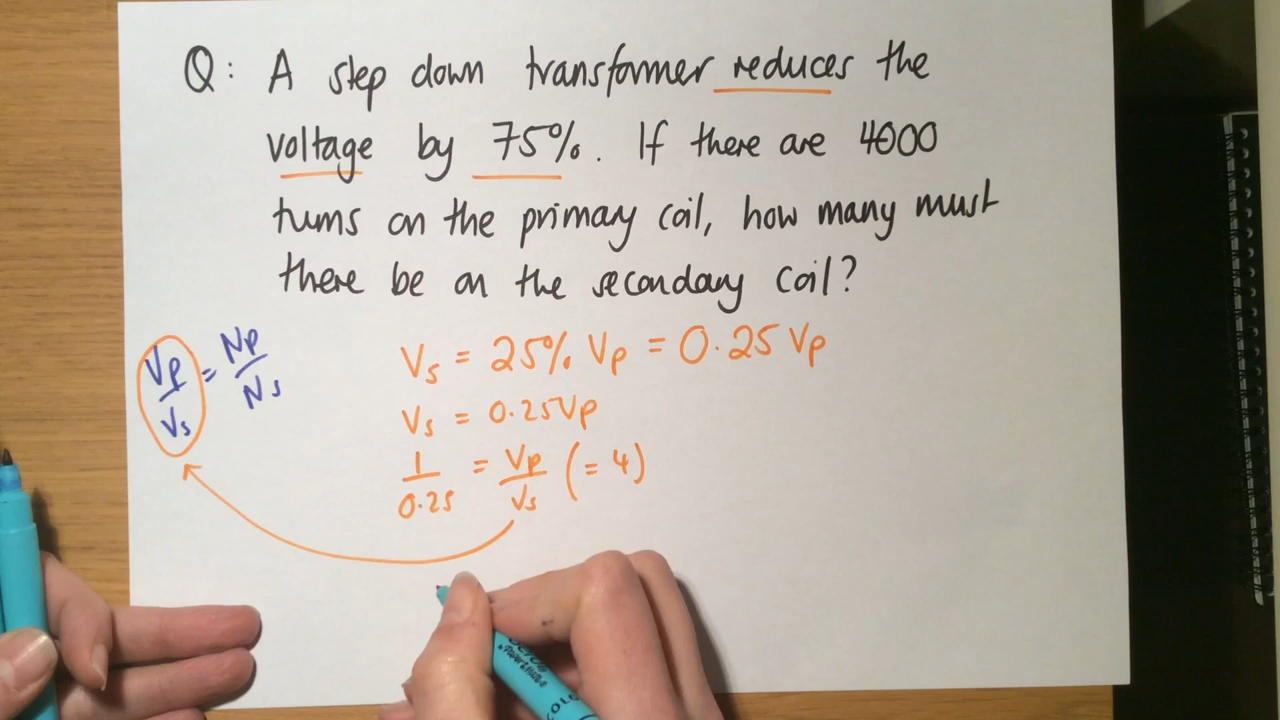 Q: A step down transformer reduces the
voltage by 75%. If there are 4000
turns on the primary coil, how many must
there be on the secondary coil?
Vp/Vs = Np/Ns
Vs = 25% Vp = 0.25 Vp
Vs = 0.25Vp
1/0.25 = Vp/Vs (= 4)